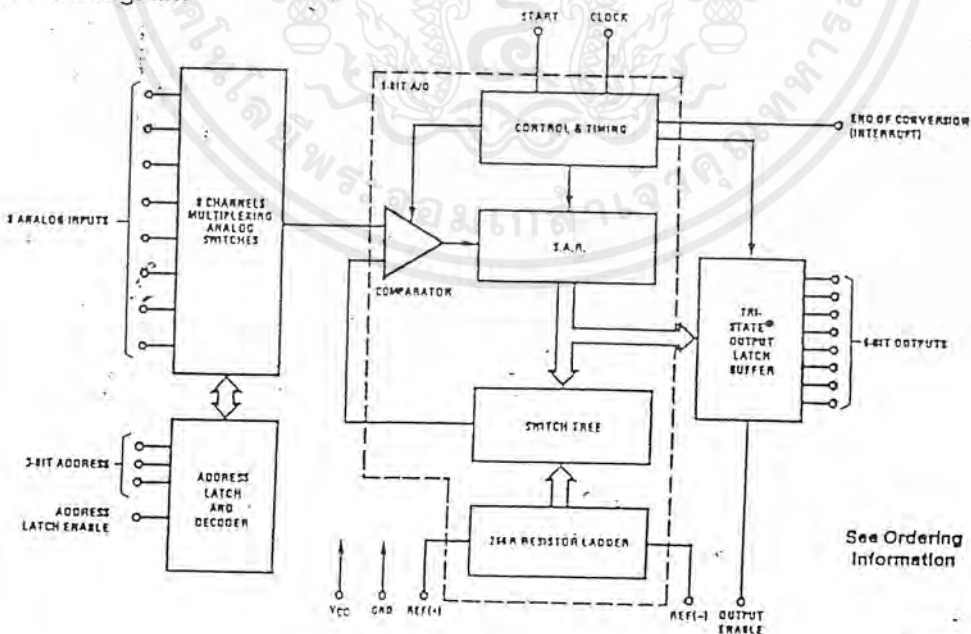 START CLOCK
8-BIT A/D
CONTROL & TIMING
END OF CONVERSION
(INTERRUPT)
8 ANALOG INPUTS
8 CHANNELS
MULTIPLEXING
ANALOG
SWITCHES
S.A.R.
COMPARATOR
TRI-
STATE®
OUTPUT
LATCH
BUFFER
8-BIT OUTPUTS
SWITCH TREE
3-BIT ADDRESS
ADDRESS
LATCH ENABLE
ADDRESS
LATCH
AND
DECODER
256R RESISTOR LADDER
See Ordering
Information
VCC GND REF(+) REF(−) OUTPUT
ENABLE